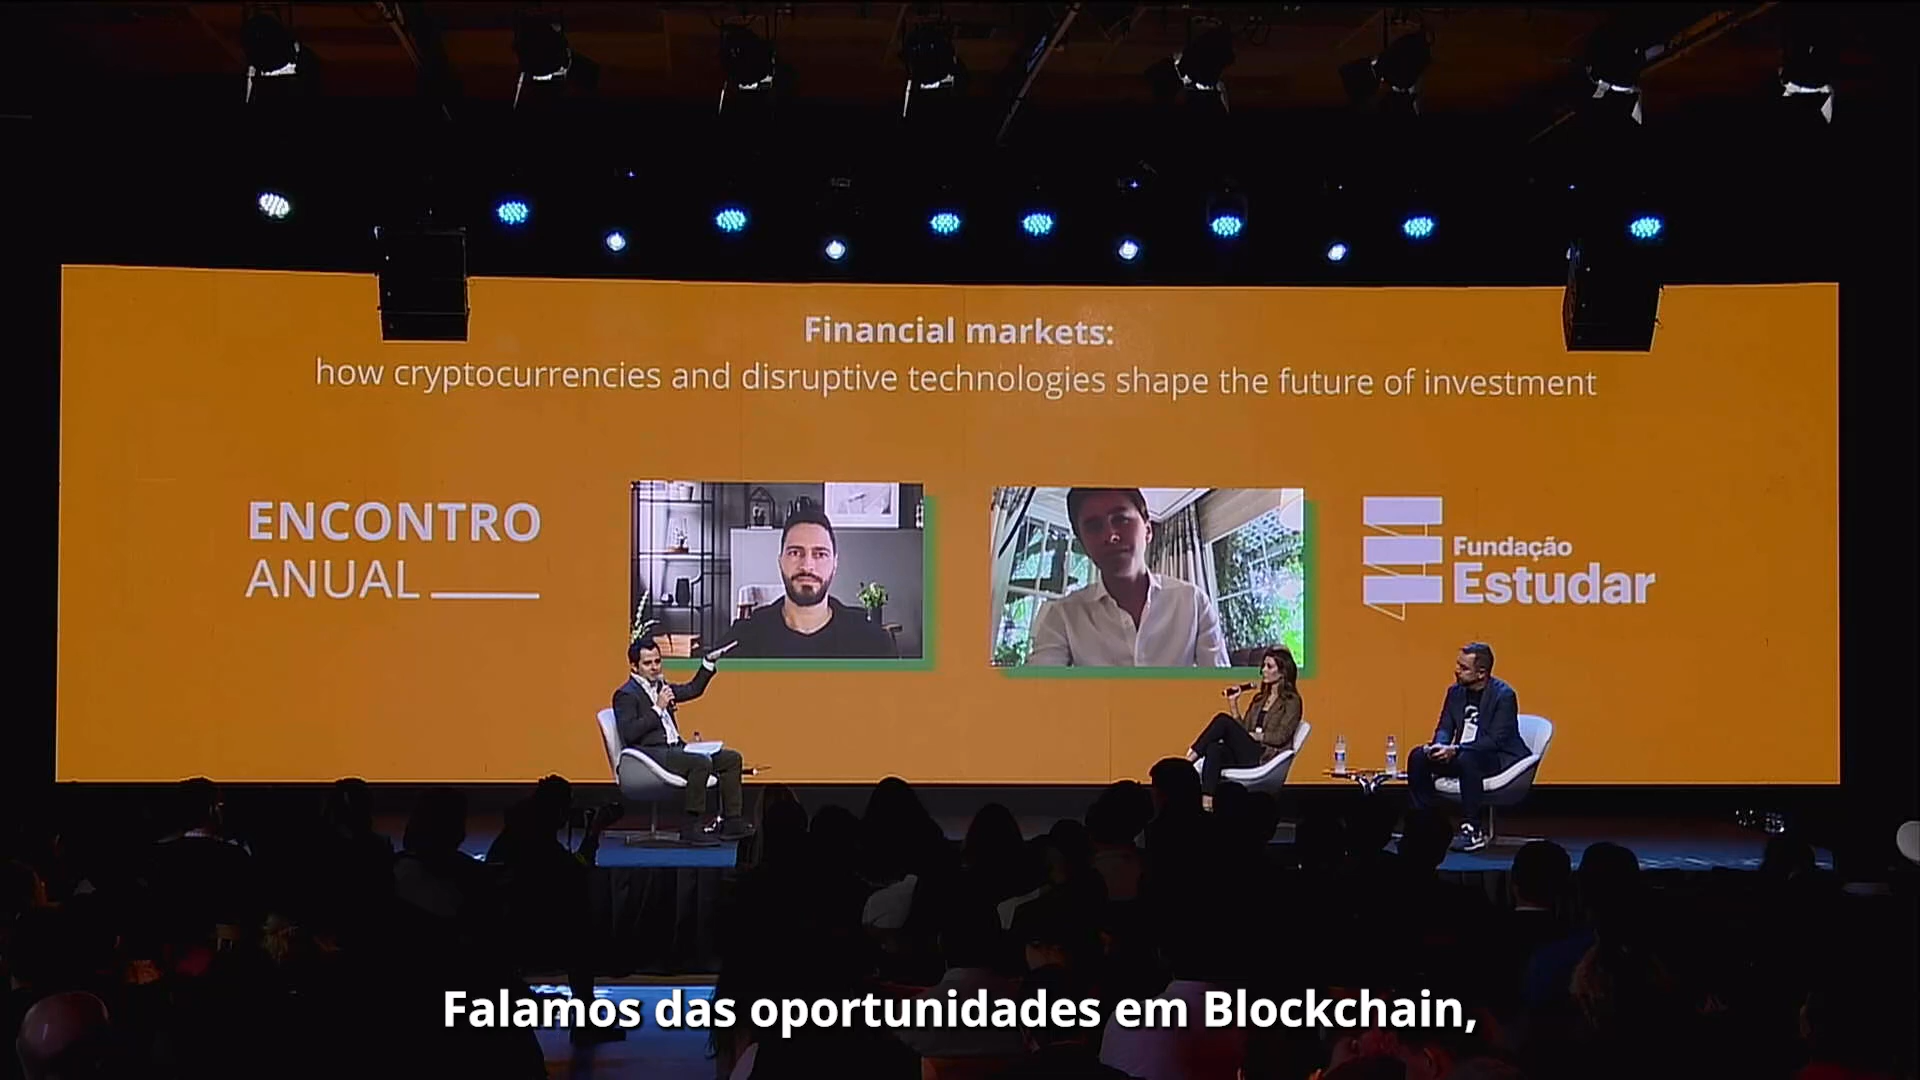 Financial markets:
how cryptocurrencies and disruptive technologies shape the future of investment
ENCONTRO
ANUAL
Fundação
Estudar
Falamos das oportunidades em Blockchain,